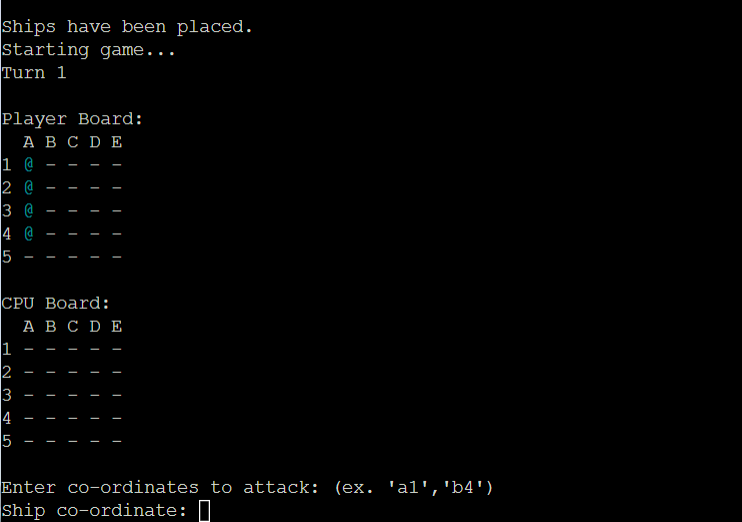 Ships have been placed.
Starting game...
Turn 1
Player Board:
  A B C D E
1 @ - - - -
2 @ - - - -
3 @ - - - -
4 @ - - - -
5 - - - - -
CPU Board:
  A B C D E
1 - - - - -
2 - - - - -
3 - - - - -
4 - - - - -
5 - - - - -
Enter co-ordinates to attack: (ex. 'a1','b4')
Ship co-ordinate: